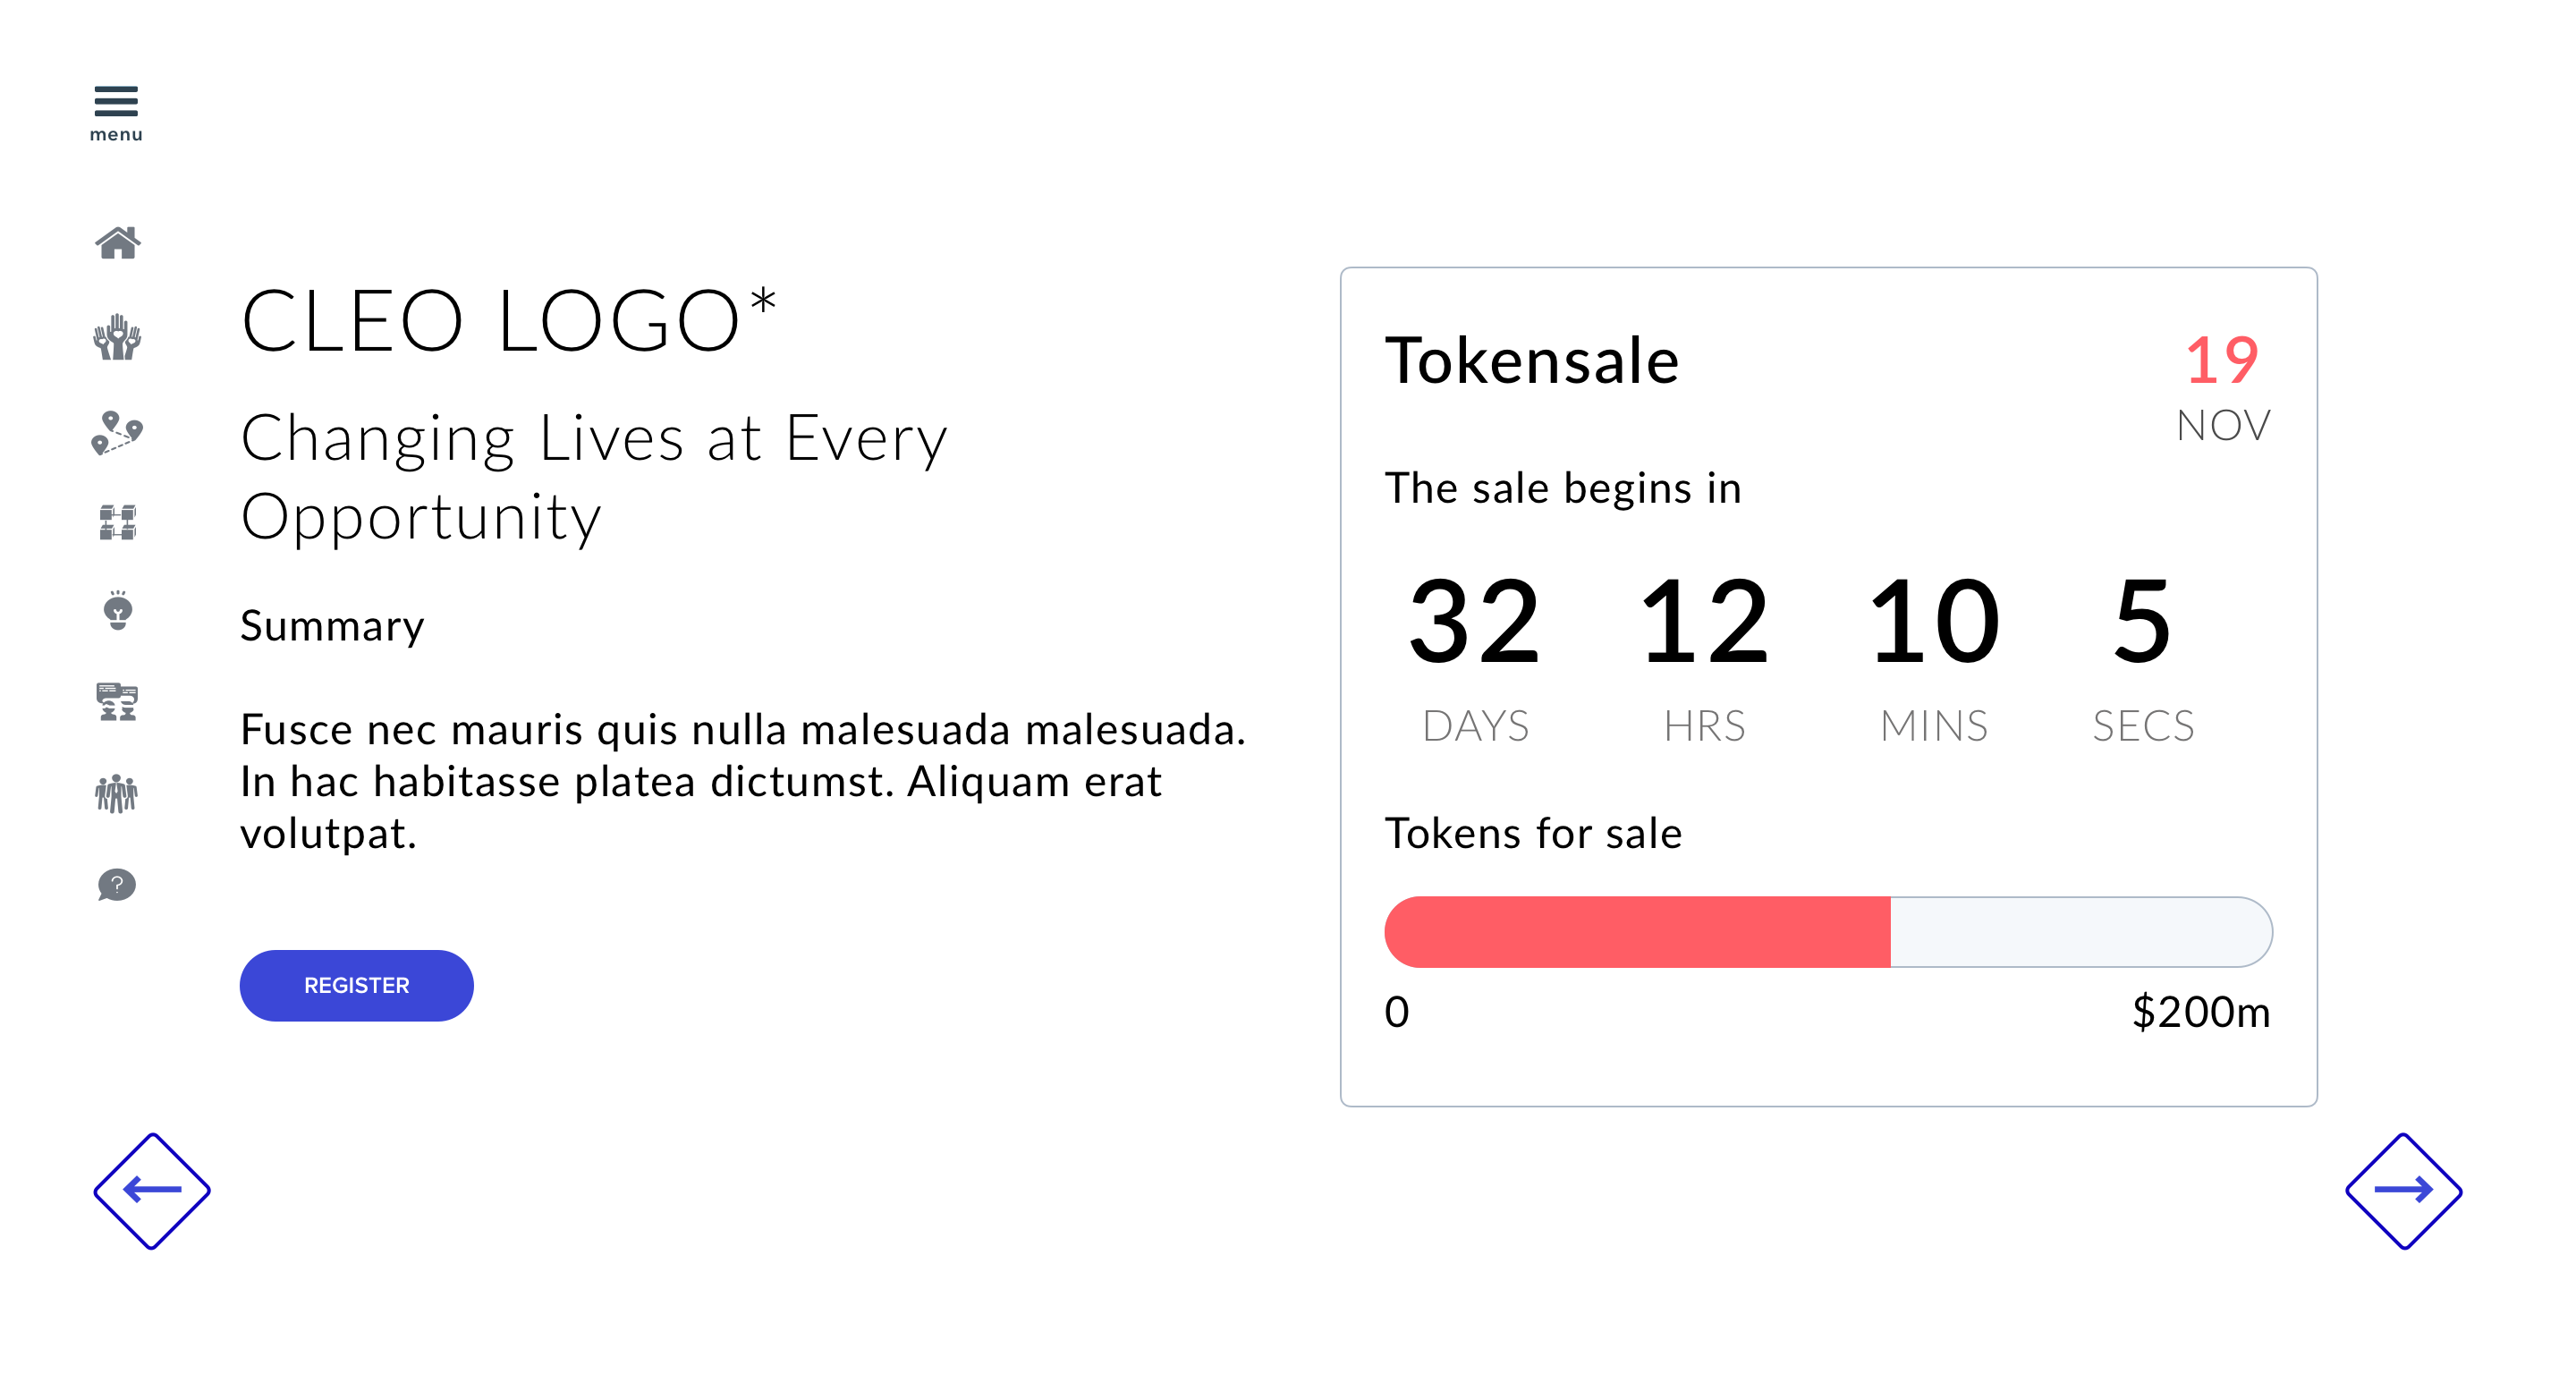 menu
CLEO LOGO*
Changing Lives at Every
Opportunity
Summary
Fusce nec mauris quis nulla malesuada malesuada.
In hac habitasse platea dictumst. Aliquam erat
volutpat.
REGISTER
Tokensale
19
NOV
The sale begins in
32 12 10 5
DAYS HRS MINS SECS
Tokens for sale
0 $200m
?